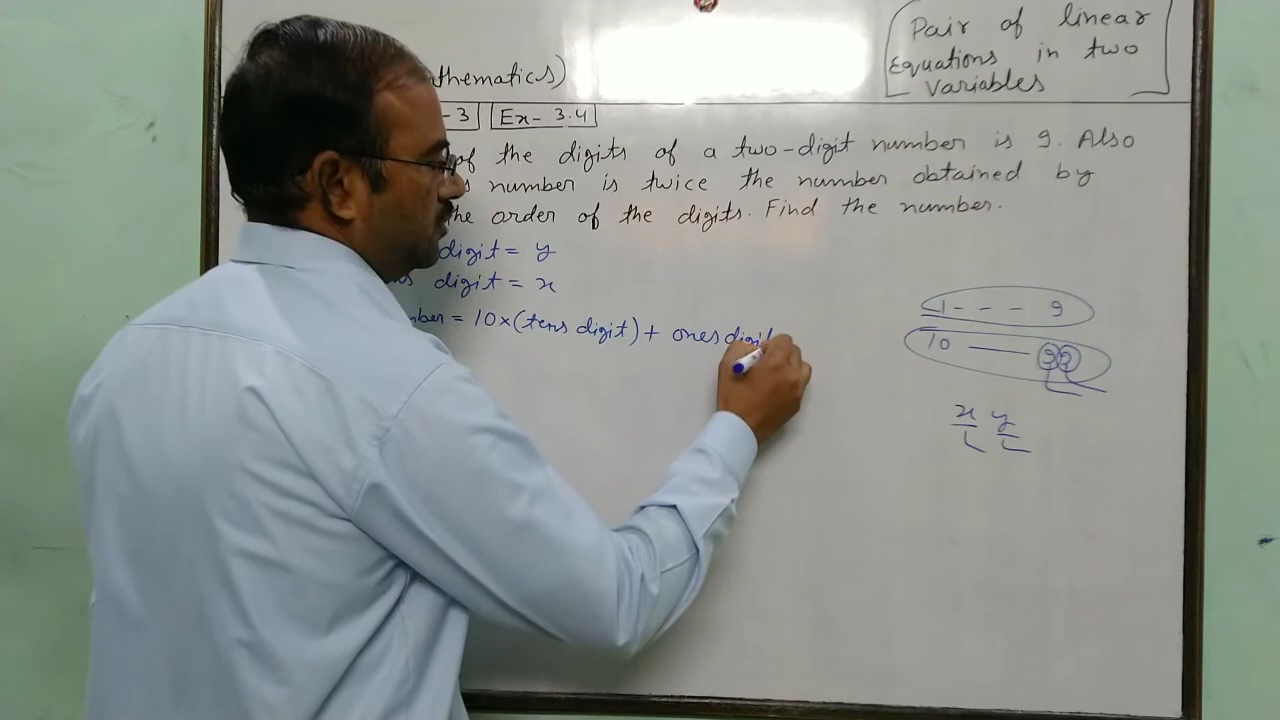 thematics)
Pair of linear
Equations in two
Variables
-3 Ex- 3.4
of the digits of a two-digit number is 9. Also
number is twice the number obtained by
the order of the digits. Find the number.
digit = y
digit = x
= 10×(tens digit) + ones digit
1 - - - 9
10 —— 99
x y